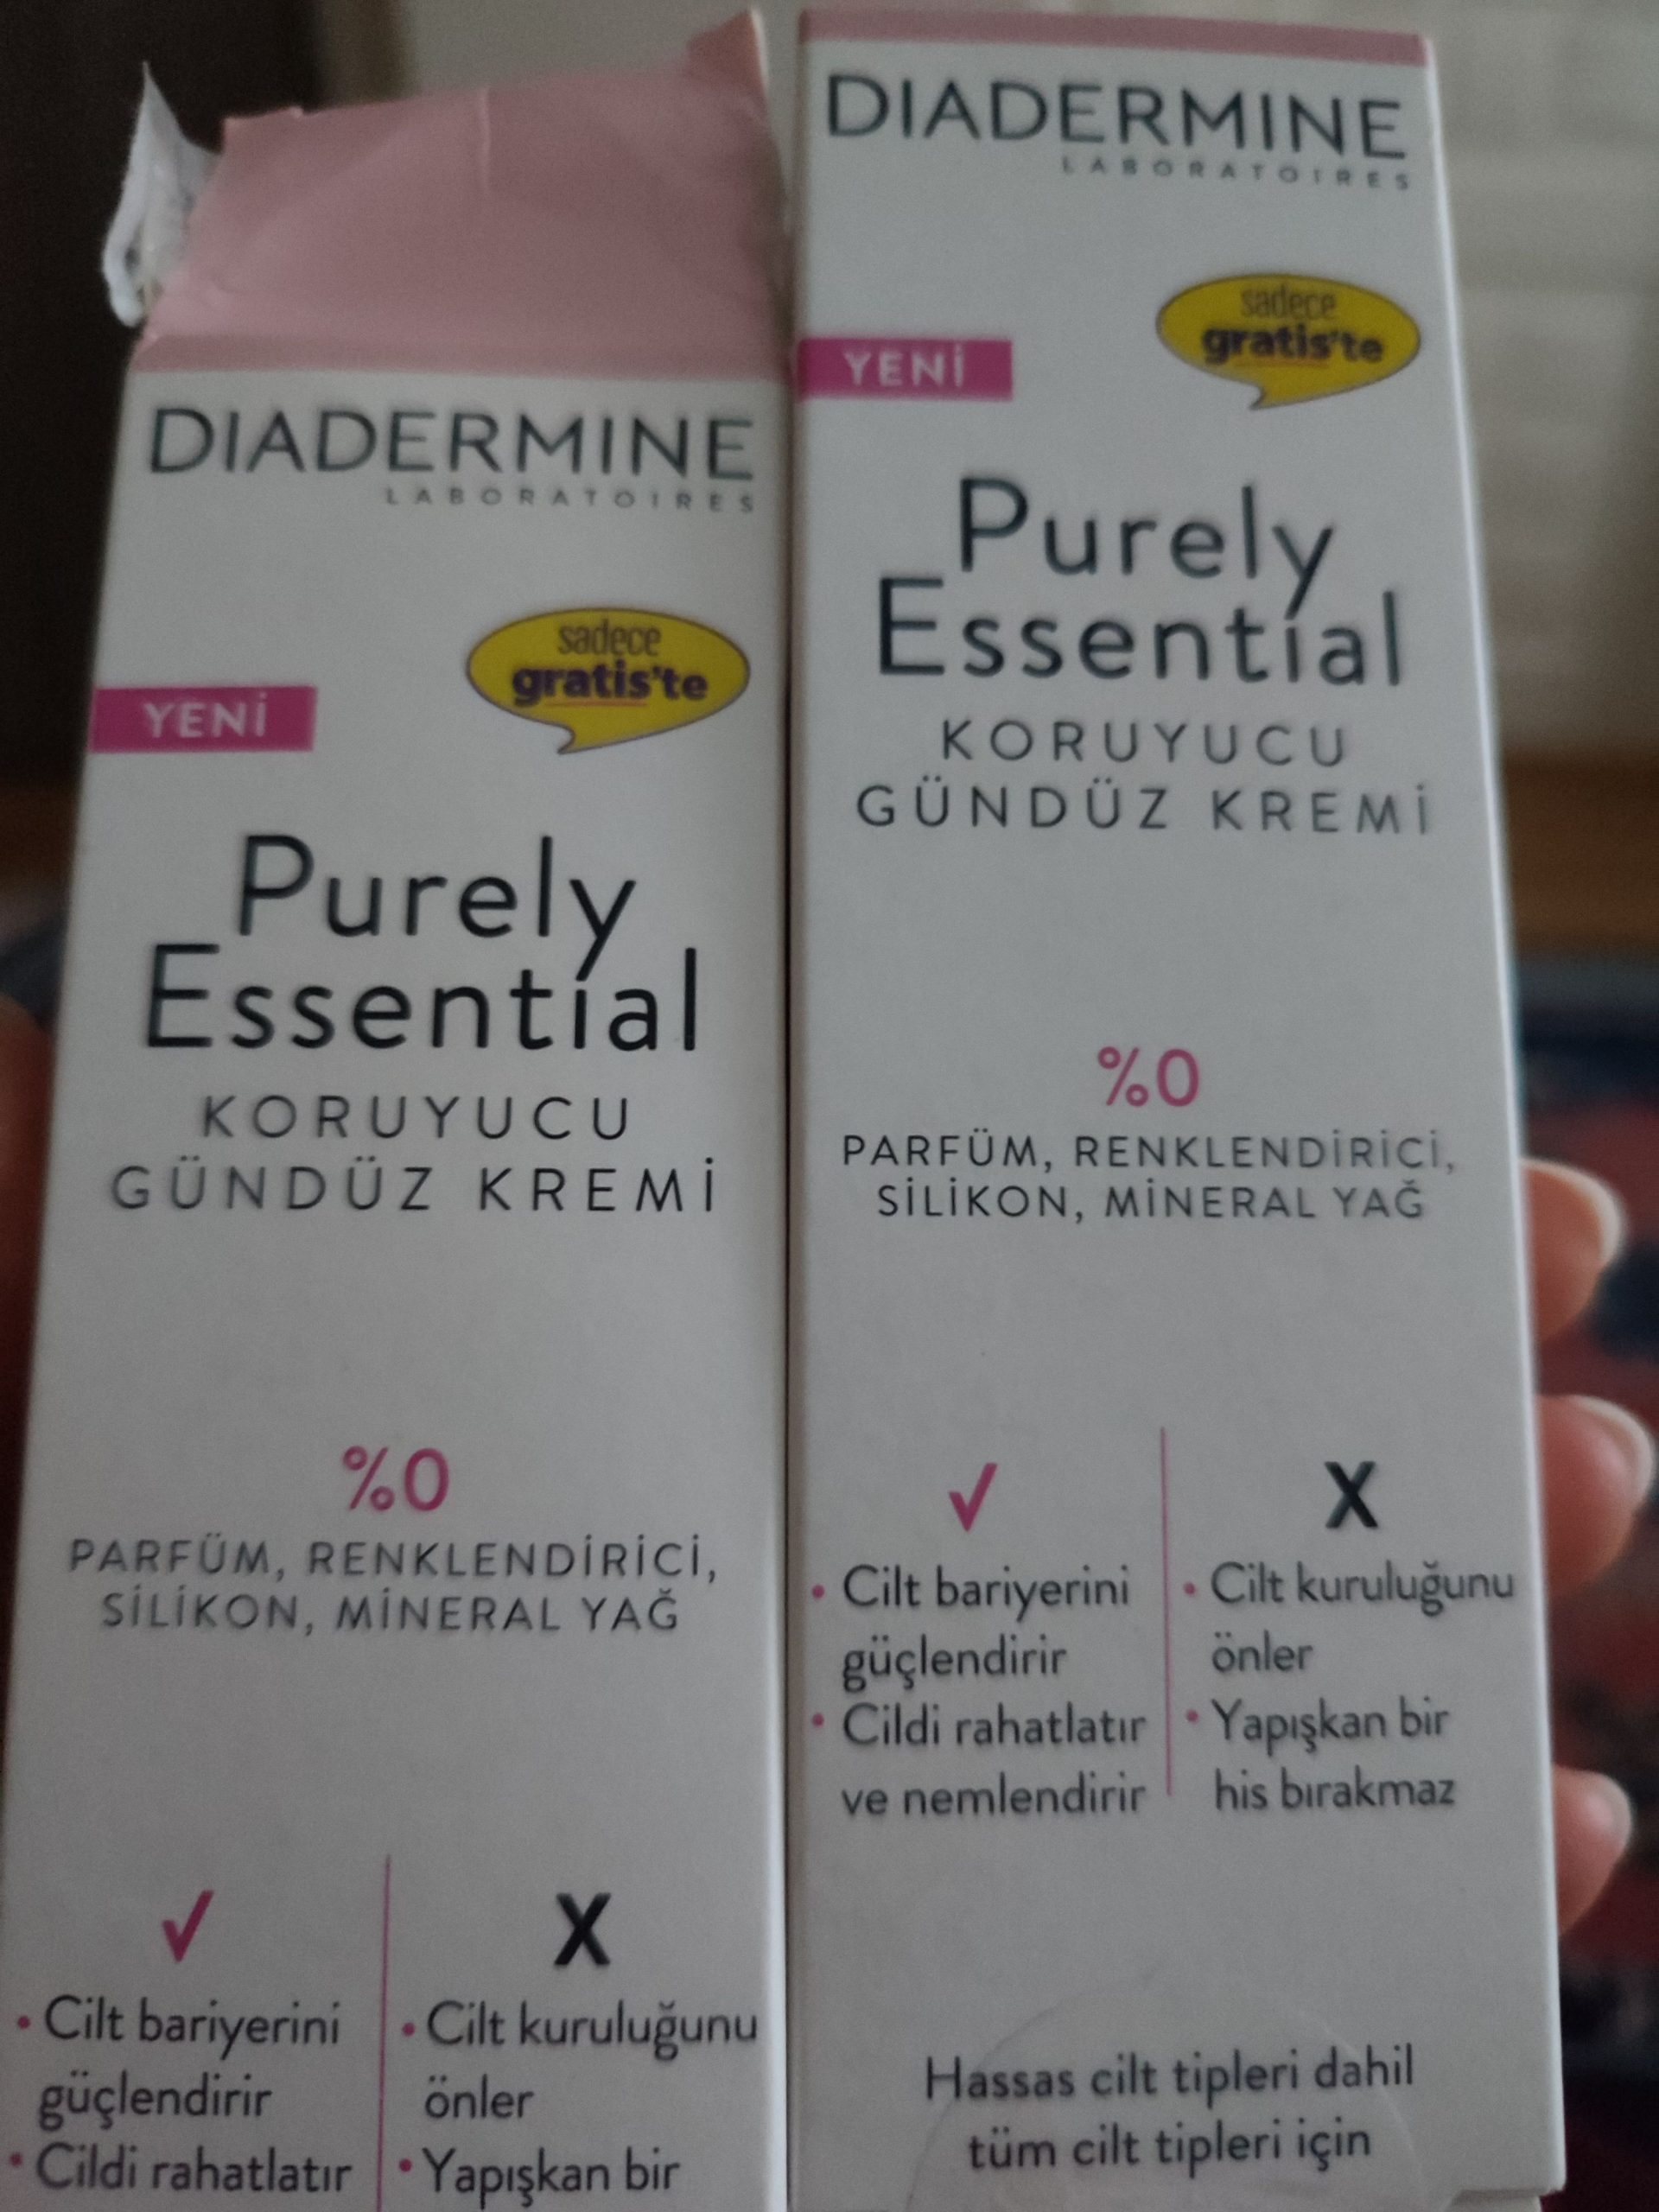 DIADERMINE
LABORATOIRES
sadece
gratis'te
YENİ
Purely
Essential
KORUYUCU
GÜNDÜZ KREMİ
%0
PARFÜM, RENKLENDİRİCİ,
SİLİKON, MİNERAL YAĞ
✓
X
• Cilt bariyerini
güçlendirir
• Cildi rahatlatır
• Cilt kuruluğunu
önler
• Yapışkan bir
DIADERMINE
LABORATOIRES
sadece
gratis'te
YENİ
Purely
Essential
KORUYUCU
GÜNDÜZ KREMİ
%0
PARFÜM, RENKLENDİRİCİ,
SİLİKON, MİNERAL YAĞ
✓
X
• Cilt bariyerini
güçlendirir
• Cildi rahatlatır
ve nemlendirir
• Cilt kuruluğunu
önler
• Yapışkan bir
his bırakmaz
Hassas cilt tipleri dahil
tüm cilt tipleri için